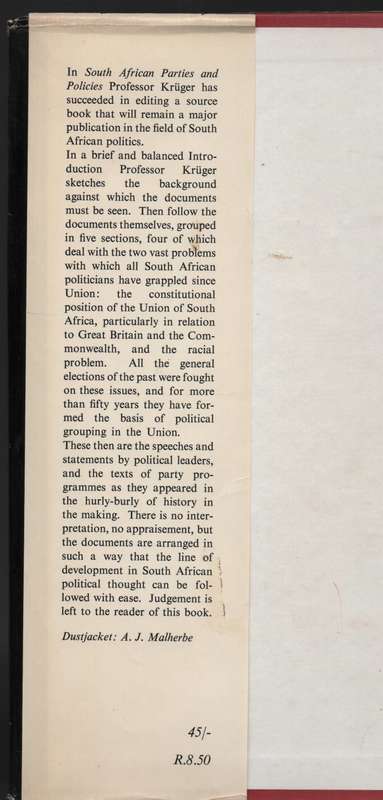 In South African Parties and
Policies Professor Krüger has
succeeded in editing a source
book that will remain a major
publication in the field of South
African politics.
In a brief and balanced Intro-
duction Professor Krüger
sketches the background
against which the documents
must be seen. Then follow the
documents themselves, grouped
in five sections, four of which
deal with the two vast problems
with which all South African
politicians have grappled since
Union: the constitutional
position of the Union of South
Africa, particularly in relation
to Great Britain and the Com-
monwealth, and the racial
problem. All the general
elections of the past were fought
on these issues, and for more
than fifty years they have for-
med the basis of political
grouping in the Union.
These then are the speeches and
statements by political leaders,
and the texts of party pro-
grammes as they appeared in
the hurly-burly of history in
the making. There is no inter-
pretation, no appraisement, but
the documents are arranged in
such a way that the line of
development in South African
political thought can be fol-
lowed with ease. Judgement is
left to the reader of this book.
Dustjacket: A. J. Malherbe
45/-
R.8.50